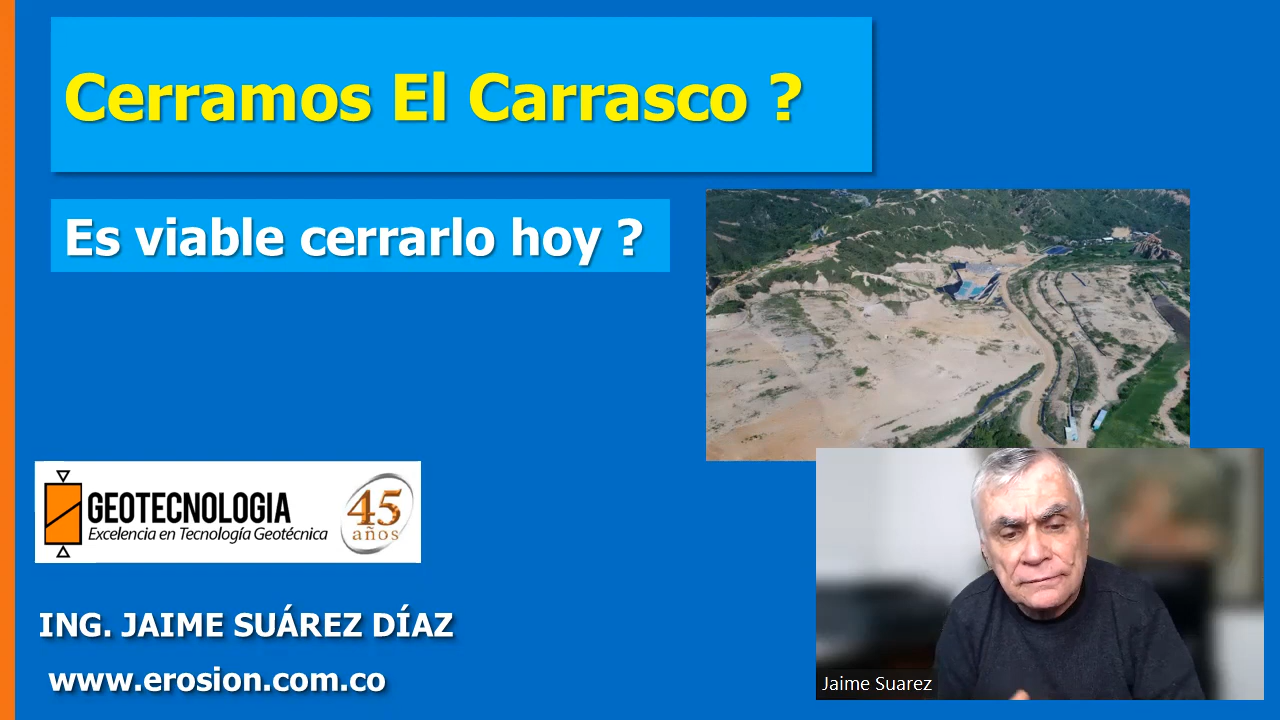 Cerramos El Carrasco ?
Es viable cerrarlo hoy ?
GEOTECNOLOGIA
Excelencia en Tecnología Geotécnica
45
años
ING. JAIME SUÁREZ DÍAZ
www.erosion.com.co
Jaime Suarez